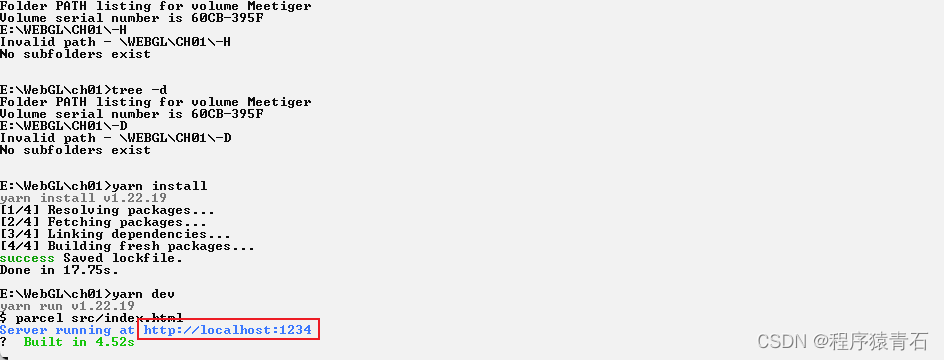 Folder PATH listing for volume Meetiger
Volume serial number is 60CB-395F
E:\WEBGL\CH01\-H
Invalid path - \WEBGL\CH01\-H
No subfolders exist
E:\WebGL\ch01>tree -d
Folder PATH listing for volume Meetiger
Volume serial number is 60CB-395F
E:\WEBGL\CH01\-D
Invalid path - \WEBGL\CH01\-D
No subfolders exist
E:\WebGL\ch01>yarn install
yarn install v1.22.19
[1/4] Resolving packages...
[2/4] Fetching packages...
[3/4] Linking dependencies...
[4/4] Building fresh packages...
success Saved lockfile.
Done in 17.75s.
E:\WebGL\ch01>yarn dev
yarn run v1.22.19
$ parcel src/index.html
Server running at http://localhost:1234
? Built in 4.52s
CSDN @程序猿青石